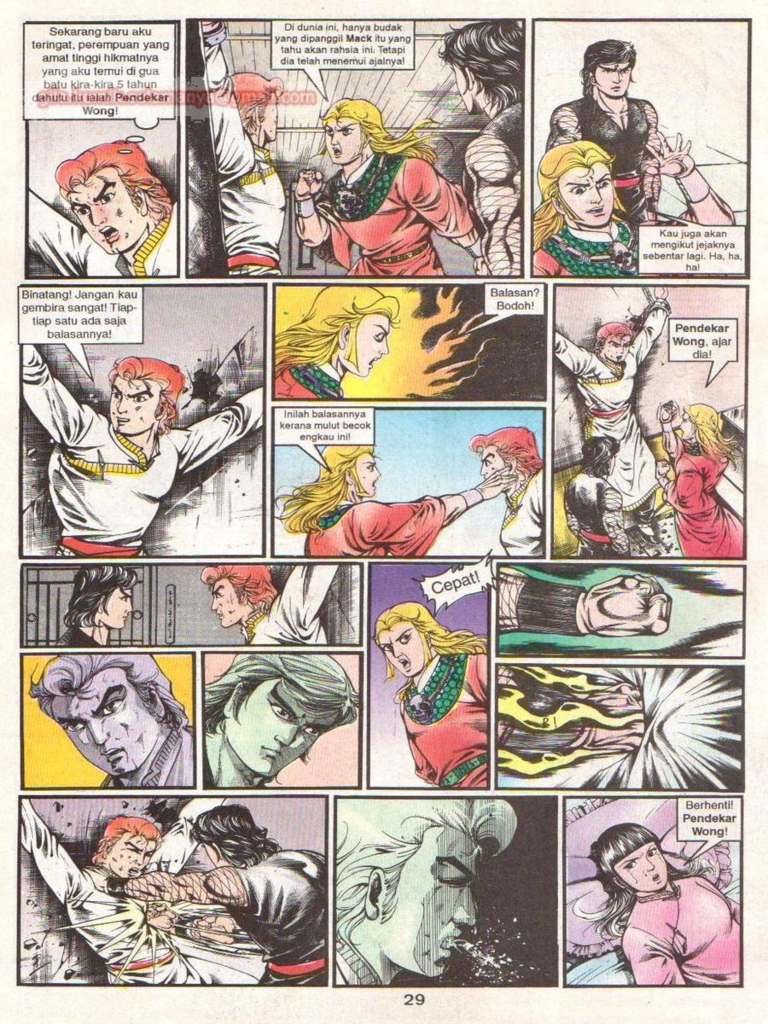 Sekarang baru aku
teringat, perempuan yang
amat tinggi hikmatnya
yang aku temui di gua
batu kira-kira 5 tahun
dahulu itu ialah Pendekar
Wong!
Di dunia ini, hanya budak
yang dipanggil Mack itu yang
tahu akan rahsia ini. Tetapi
dia telah menemui ajalnya!
Kau juga akan
mengikut jejaknya
sebentar lagi. Ha, ha,
ha!
Binatang! Jangan kau
gembira sangat! Tiap-
tiap satu ada saja
balasannya!
Balasan?
Bodoh!
Inilah balasannya
kerana mulut becok
engkau ini!
Pendekar
Wong, ajar
dia!
Cepat!
Berhenti!
Pendekar
Wong!
29